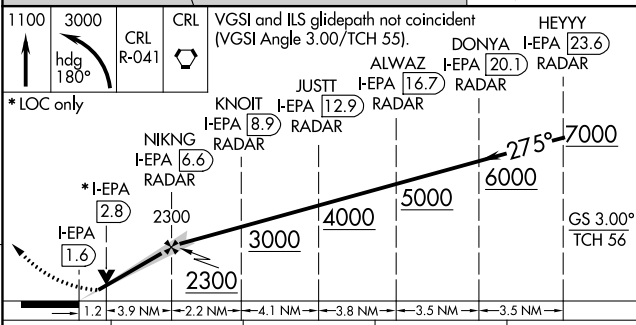 1100
3000
hdg
180°
CRL
R-041
CRL
VGSI and ILS glidepath not coincident
(VGSI Angle 3.00/TCH 55).
* LOC only
HEYYY
I-EPA 23.6
RADAR
DONYA
I-EPA 20.1
RADAR
ALWAZ
I-EPA 16.7
RADAR
JUSTT
I-EPA 12.9
RADAR
KNOIT
I-EPA 8.9
RADAR
NIKNG
I-EPA 6.6
RADAR
* I-EPA
2.8
I-EPA
1.6
2300
275°
7000
6000
5000
4000
3000
2300
GS 3.00°
TCH 56
1.2
3.9 NM
2.2 NM
4.1 NM
3.8 NM
3.5 NM
3.5 NM